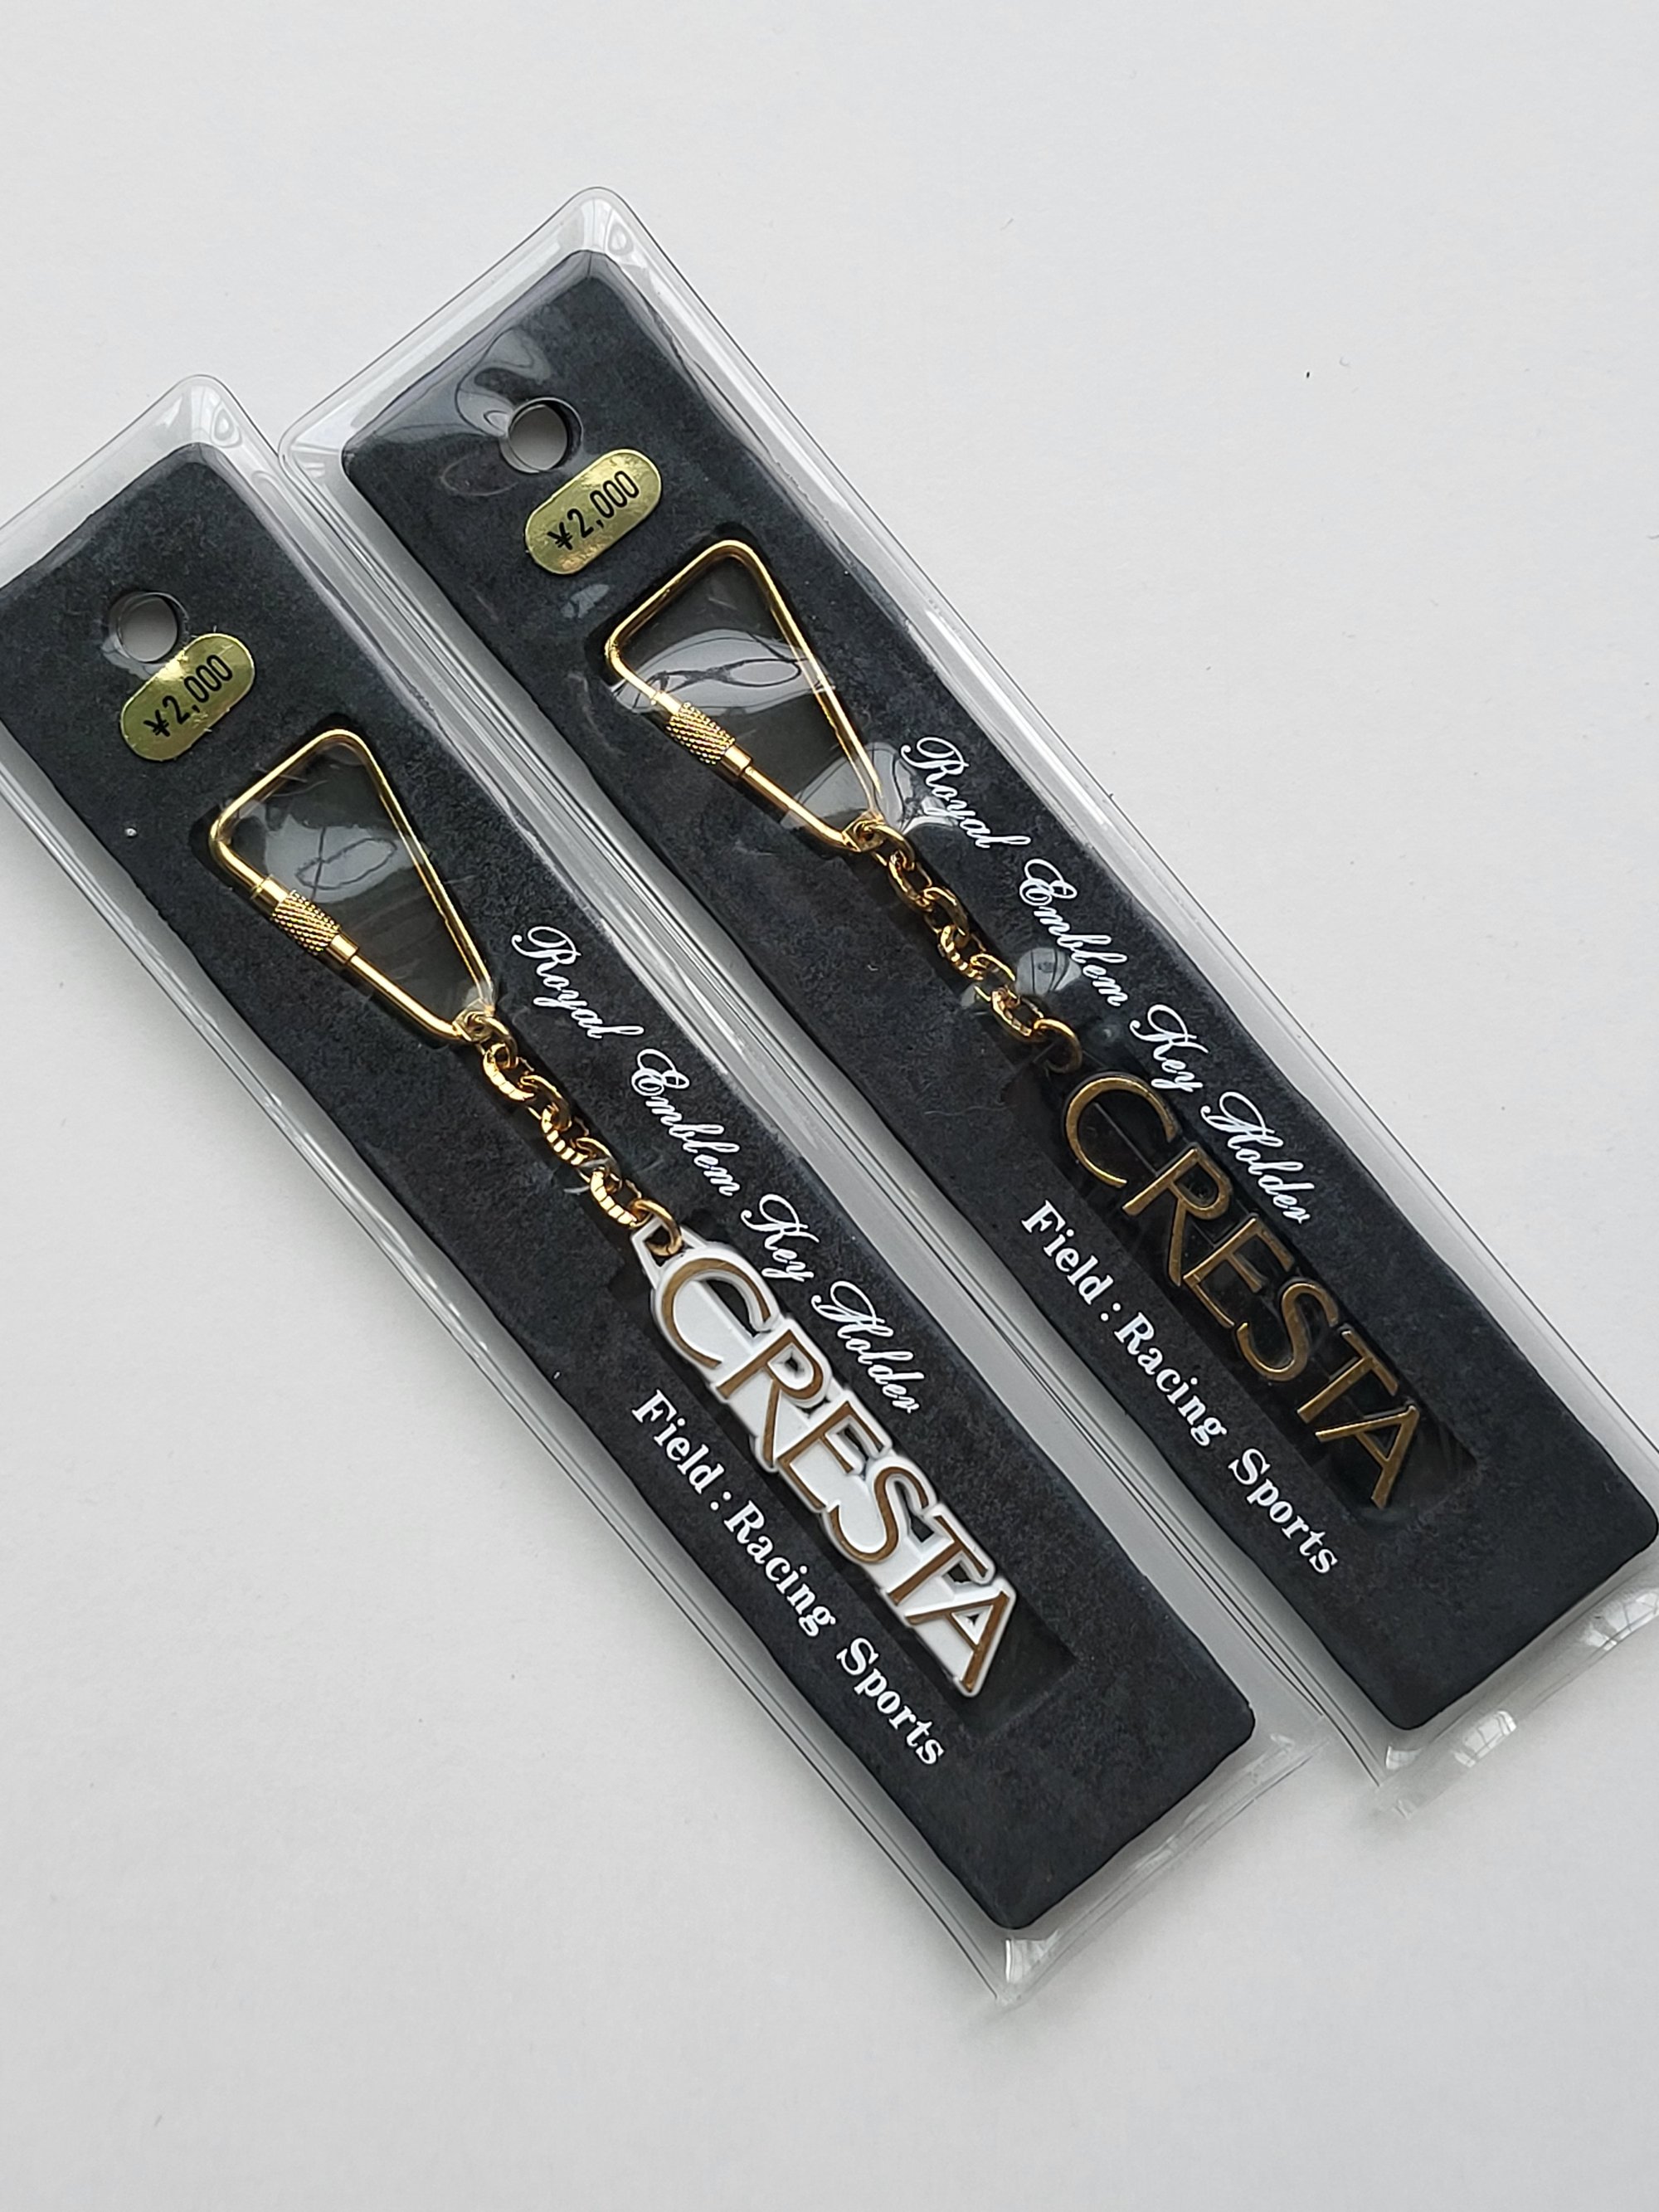 ¥2,000
Royal Emblem Key Holder
CRESTA
Field : Racing Sports
¥2,000
Royal Emblem Key Holder
CRESTA
Field : Racing Sports